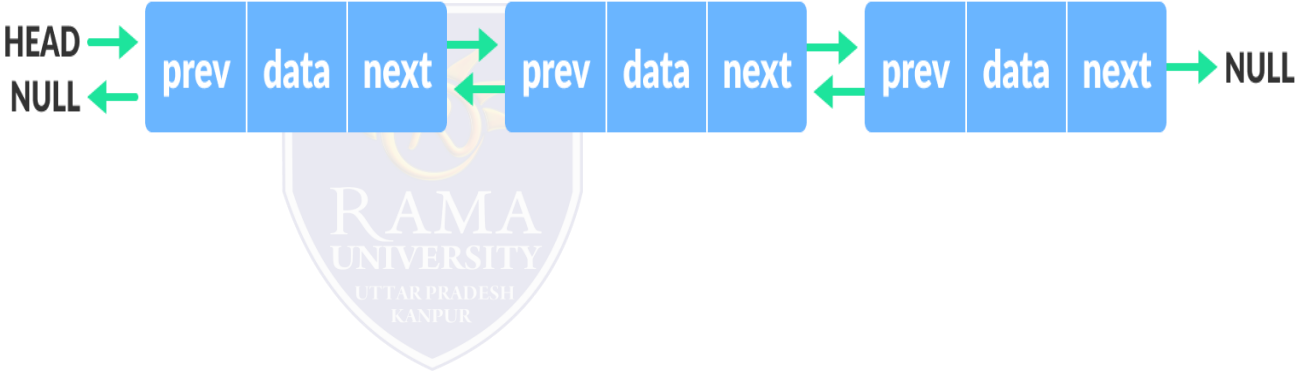 HEAD
NULL
prev data next
prev data next
prev data next
NULL
RAMA
UNIVERSITY
UTTAR PRADESH
KANPUR